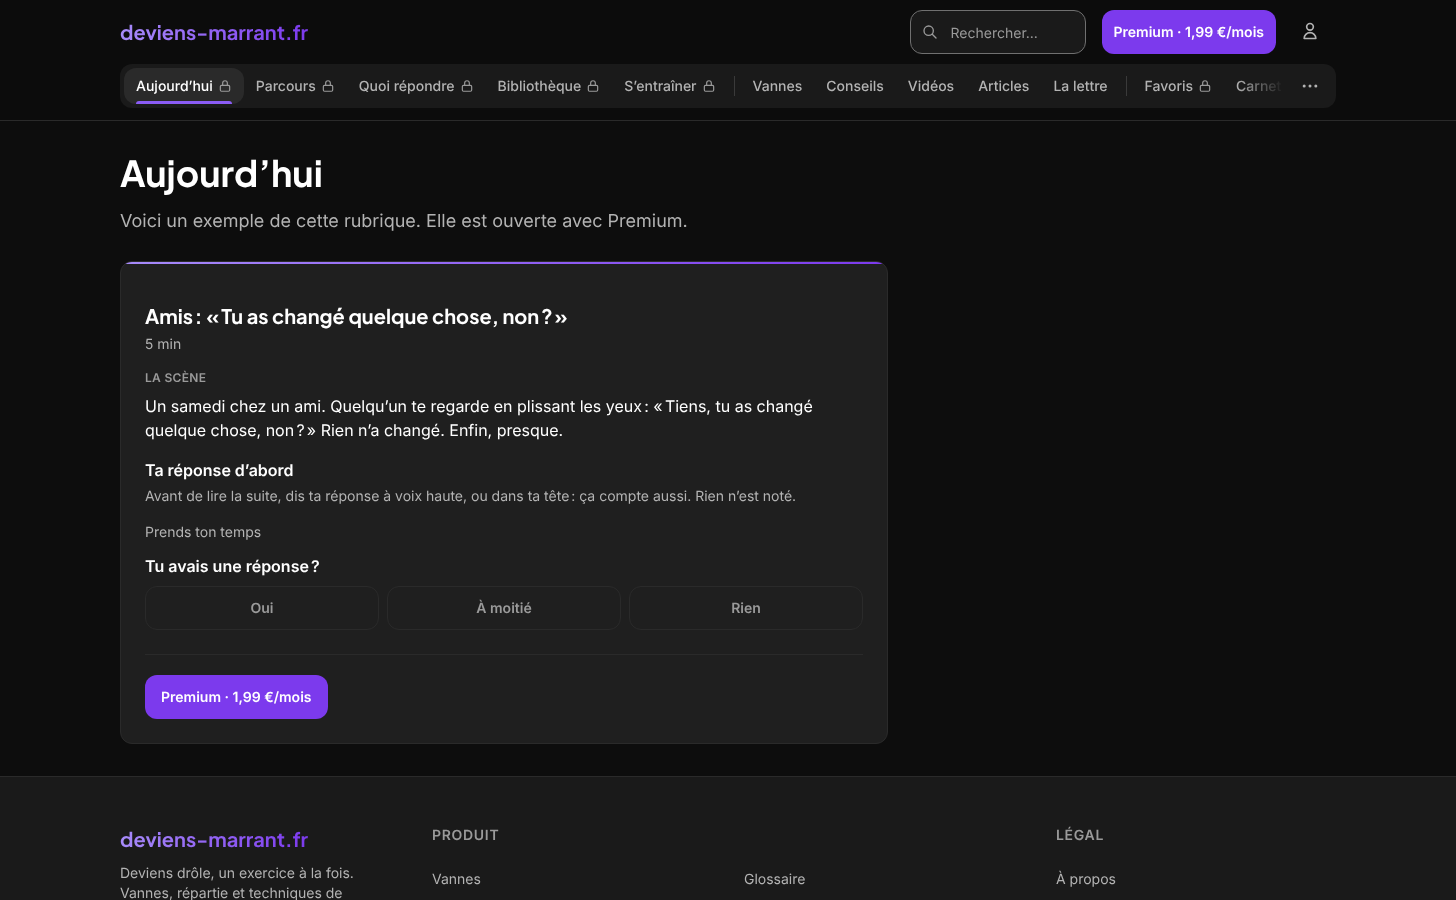 deviens-marrant.fr
Rechercher...
Premium · 1,99 €/mois
Aujourd’hui
Parcours
Quoi répondre
Bibliothèque
S’entraîner
Vannes
Conseils
Vidéos
Articles
La lettre
Favoris
Carnet
Aujourd’hui
Voici un exemple de cette rubrique. Elle est ouverte avec Premium.
Amis : « Tu as changé quelque chose, non ? »
5 min
LA SCÈNE
Un samedi chez un ami. Quelqu’un te regarde en plissant les yeux : « Tiens, tu as changé
quelque chose, non ? » Rien n’a changé. Enfin, presque.
Ta réponse d’abord
Avant de lire la suite, dis ta réponse à voix haute, ou dans ta tête : ça compte aussi. Rien n’est noté.
Prends ton temps
Tu avais une réponse ?
Oui
À moitié
Rien
Premium · 1,99 €/mois
deviens-marrant.fr
Deviens drôle, un exercice à la fois.
Vannes, répartie et techniques de
PRODUIT
Vannes
Glossaire
LÉGAL
À propos